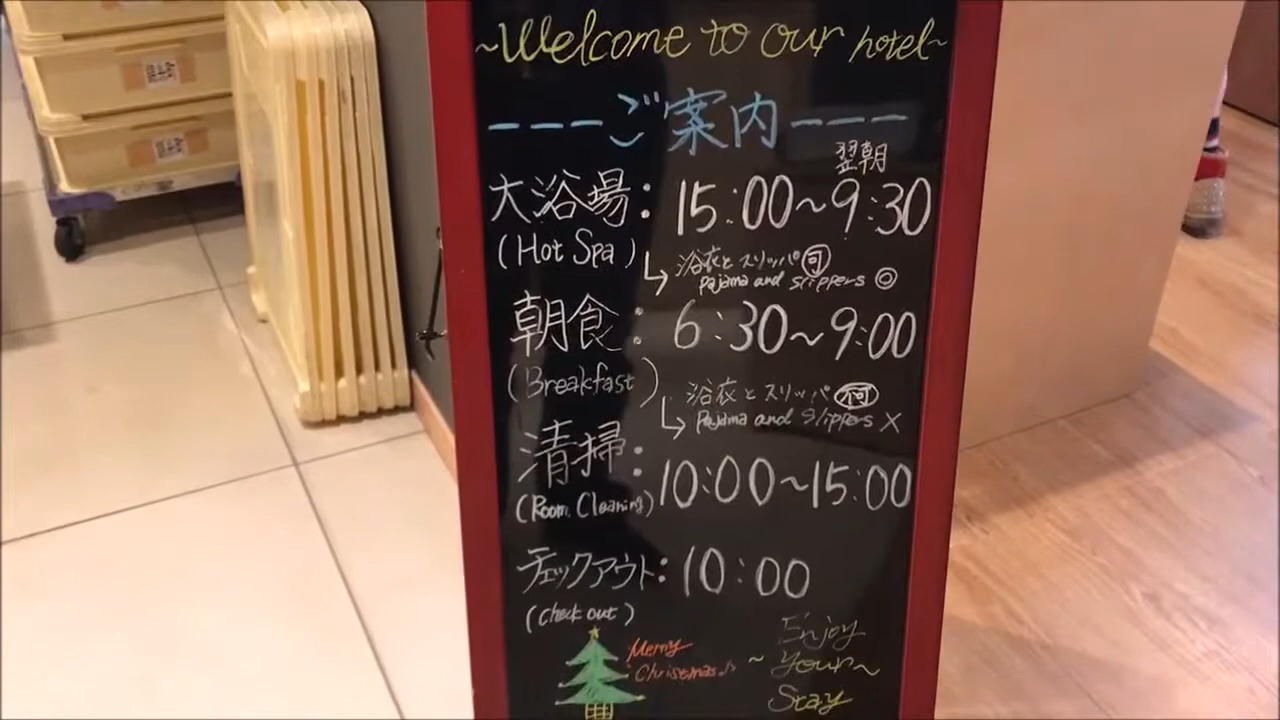 ~Welcome to our hotel~
---ご案内---
翌朝
大浴場: 15:00~9:30
(Hot Spa)
浴衣とスリッパ可
pajama and slippers ◎
朝食: 6:30~9:00
(Breakfast)
浴衣とスリッパ不可
Pajama and slippers X
清掃: 10:00~15:00
(Room Cleaning)
チェックアウト: 10:00
(check out)
Merry
Christmas♪
Enjoy
~Your~
Stay